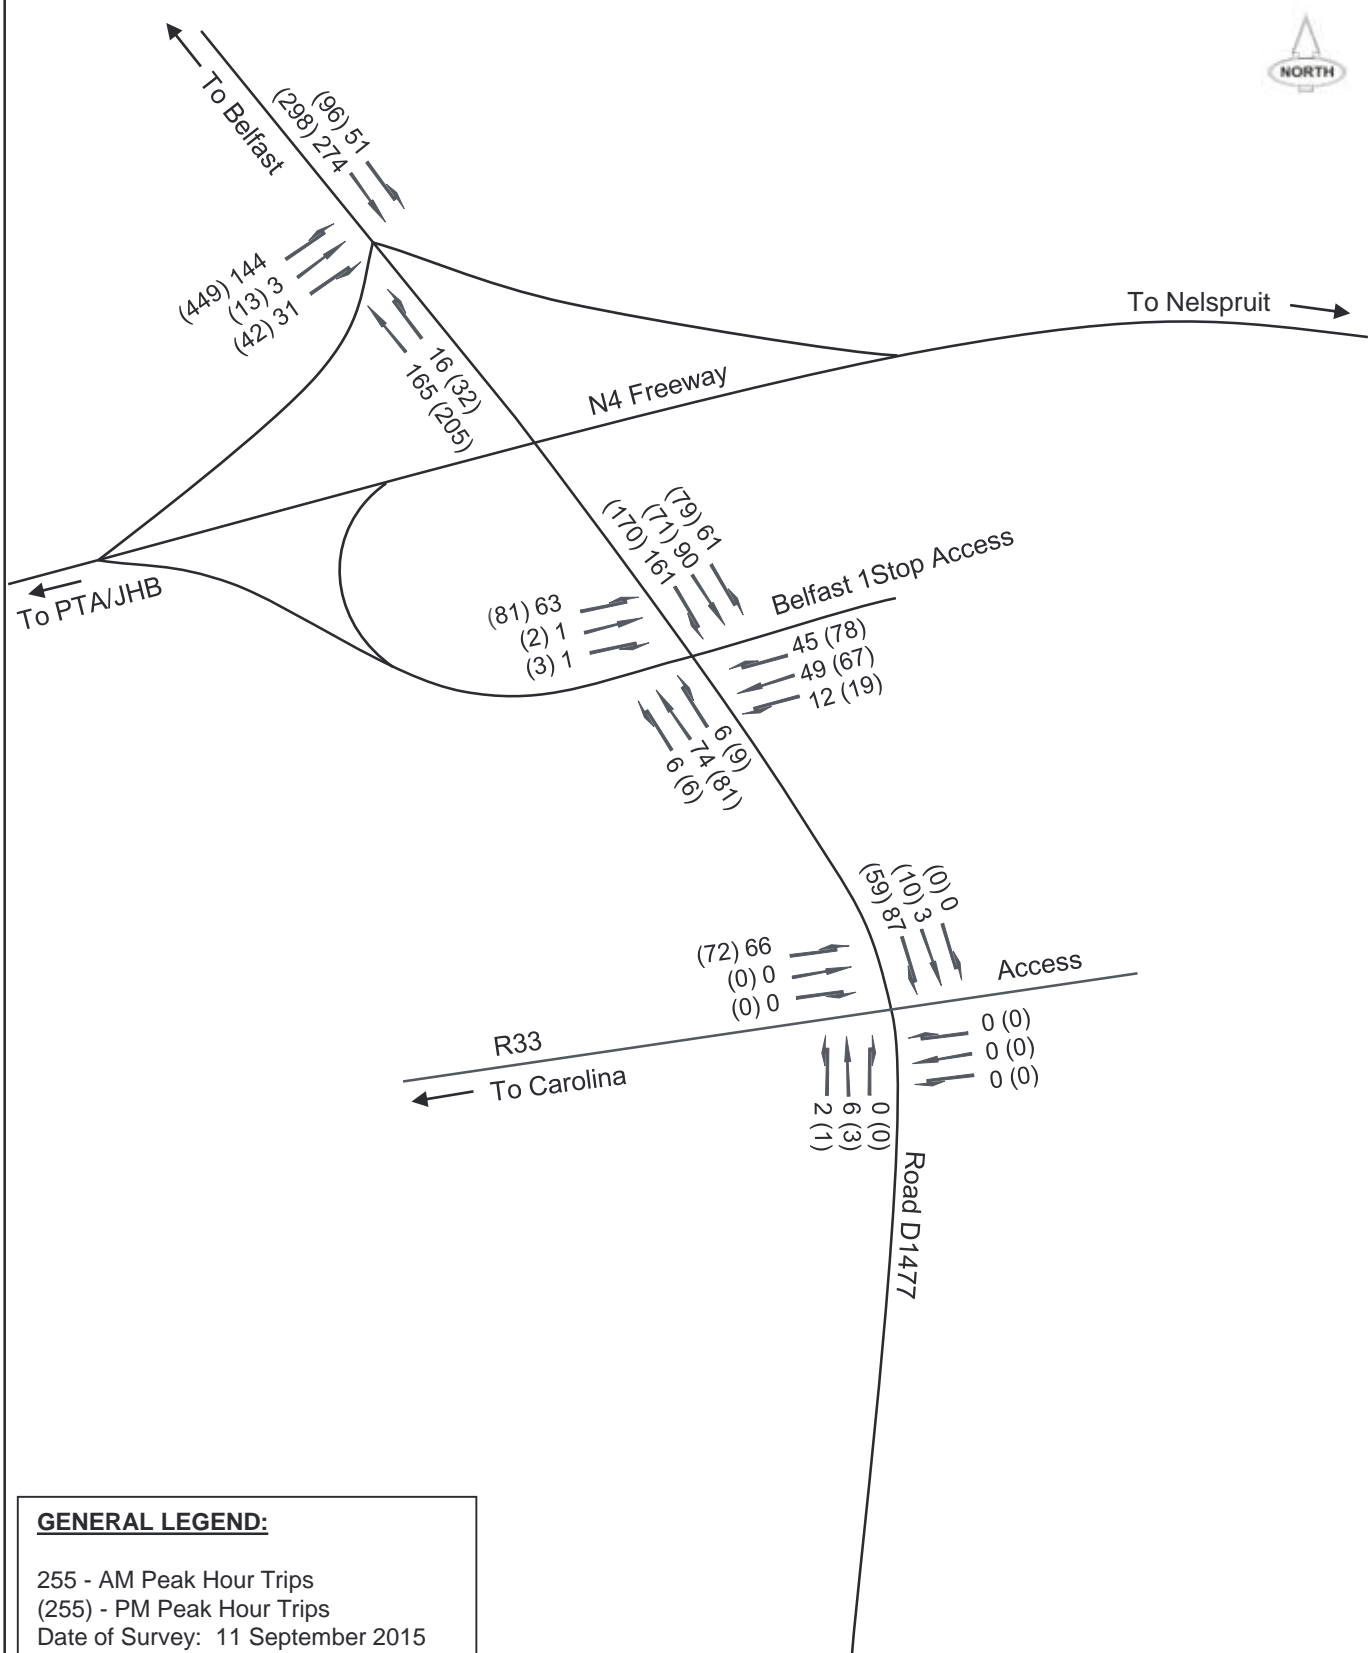 NORTH
To Belfast
(96) 51
(298) 274
(449) 144
(13) 3
(42) 31
16 (32)
165 (205)
To Nelspruit
N4 Freeway
To PTA/JHB
(79) 61
(71) 90
(170) 161
Belfast 1Stop Access
(81) 63
(2) 1
(3) 1
45 (78)
49 (67)
12 (19)
6 (9)
74 (81)
6 (6)
(0) 0
(10) 3
(59) 87
(72) 66
(0) 0
(0) 0
Access
R33
To Carolina
0 (0)
0 (0)
0 (0)
0 (0)
6 (3)
2 (1)
Road D1477
GENERAL LEGEND:
255 - AM Peak Hour Trips
(255) - PM Peak Hour Trips
Date of Survey: 11 September 2015